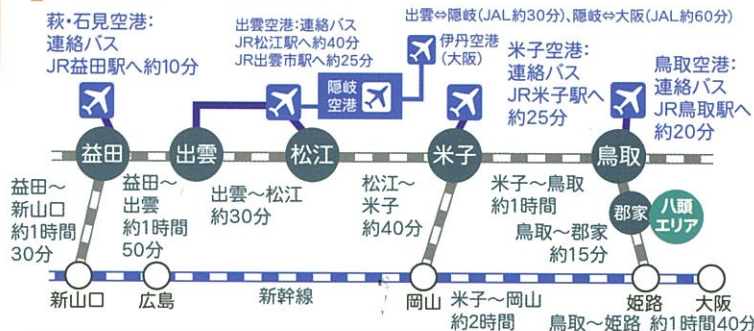 萩・石見空港:
連絡バス
JR益田駅へ約10分
出雲空港:連絡バス
JR松江駅へ約40分
JR出雲市駅へ約25分
出雲⇔隠岐(JAL約30分)、隠岐⇔大阪(JAL約60分)
隠岐
空港
伊丹空港
(大阪)
米子空港:
連絡バス
JR米子駅へ
約25分
鳥取空港:
連絡バス
JR鳥取駅へ
約20分
益田
出雲
松江
米子
鳥取
益田〜
新山口
約1時間
30分
益田〜
出雲
約1時間
50分
出雲〜松江
約30分
松江〜
米子
約40分
米子〜鳥取
約1時間
鳥取〜郡家
約15分
郡家
八頭
エリア
新山口
広島
新幹線
岡山
米子〜岡山
約2時間
姫路
鳥取〜姫路 約1時間40分
大阪